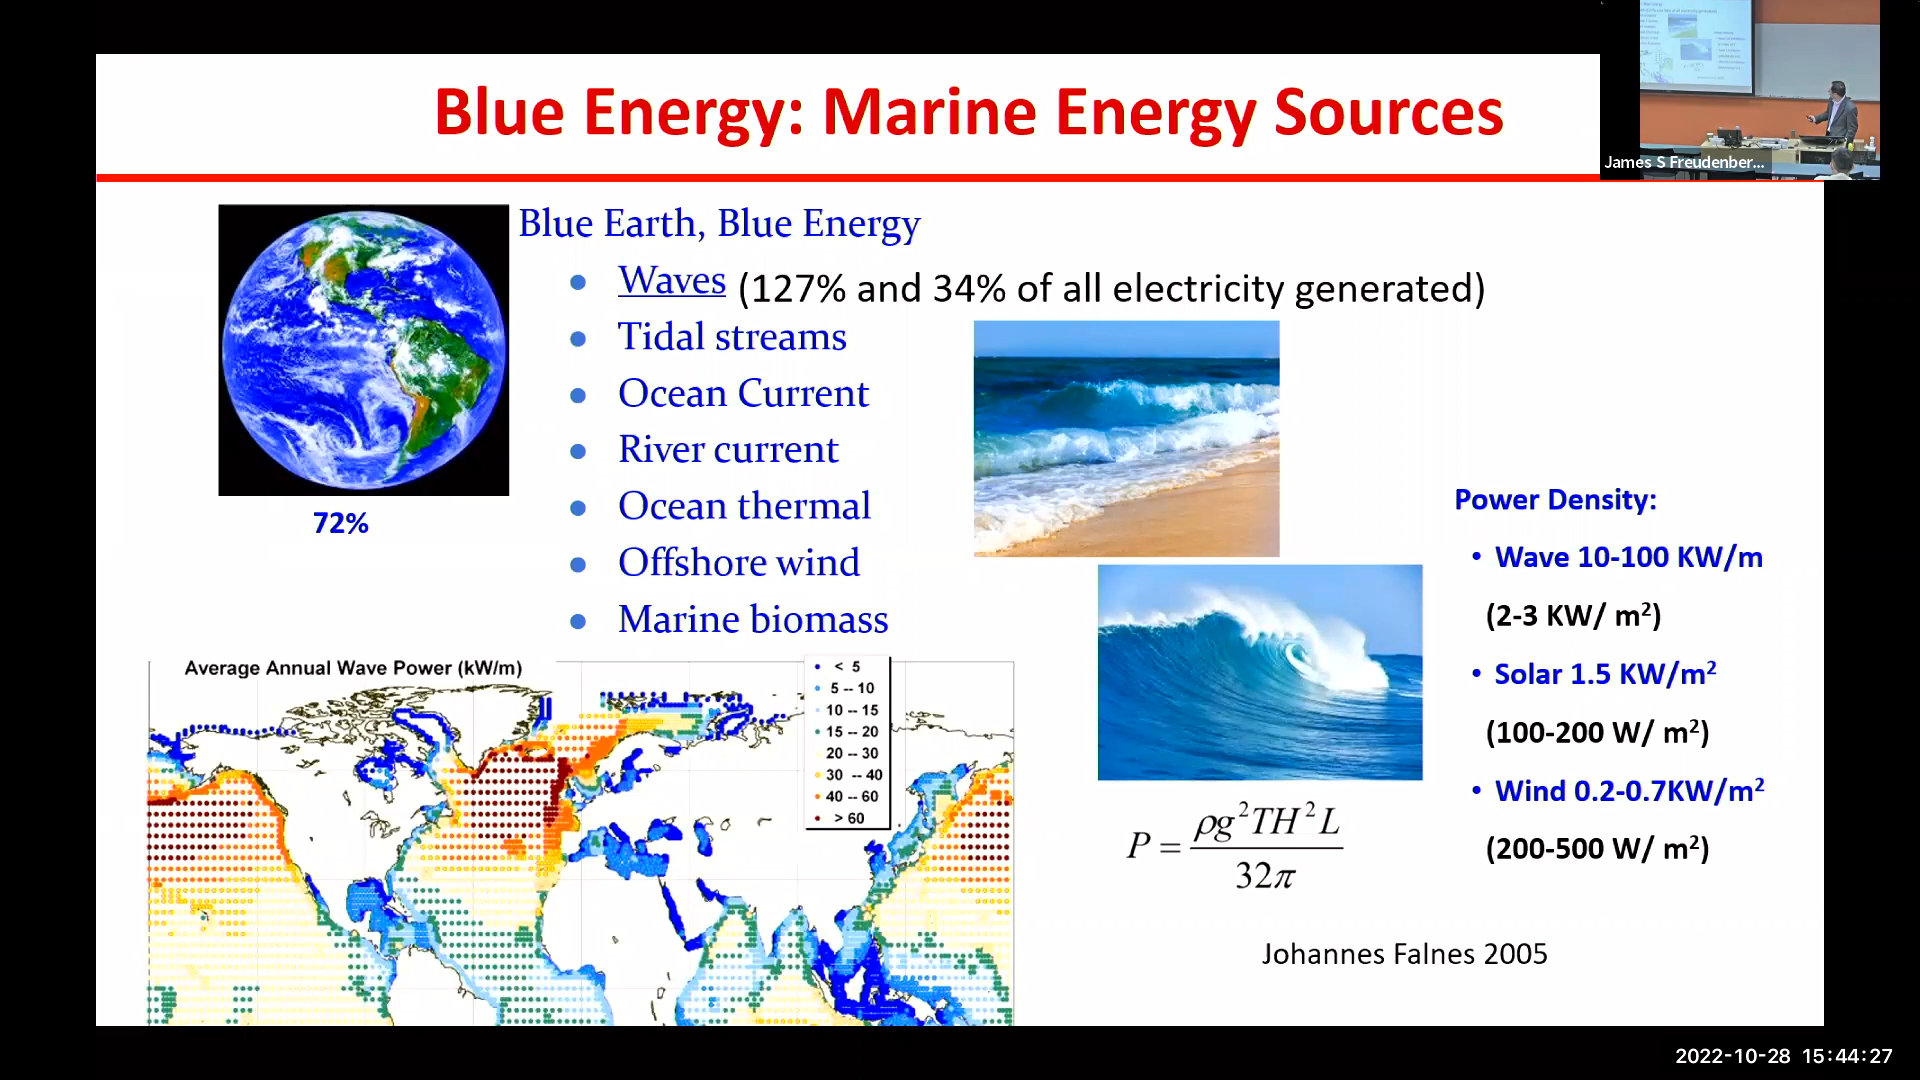 Blue Energy: Marine Energy Sources
James S Freudenber...
Blue Earth, Blue Energy
• Waves (127% and 34% of all electricity generated)
• Tidal streams
• Ocean Current
• River current
• Ocean thermal
• Offshore wind
• Marine biomass
72%
Power Density:
• Wave 10-100 KW/m
(2-3 KW/ m²)
• Solar 1.5 KW/m²
(100-200 W/ m²)
• Wind 0.2-0.7KW/m²
(200-500 W/ m²)
Average Annual Wave Power (kW/m)
< 5
5 -- 10
10 -- 15
15 -- 20
20 -- 30
30 -- 40
40 -- 60
> 60
P = ρg²TH²L / 32π
Johannes Falnes 2005
2022-10-28 15:44:27